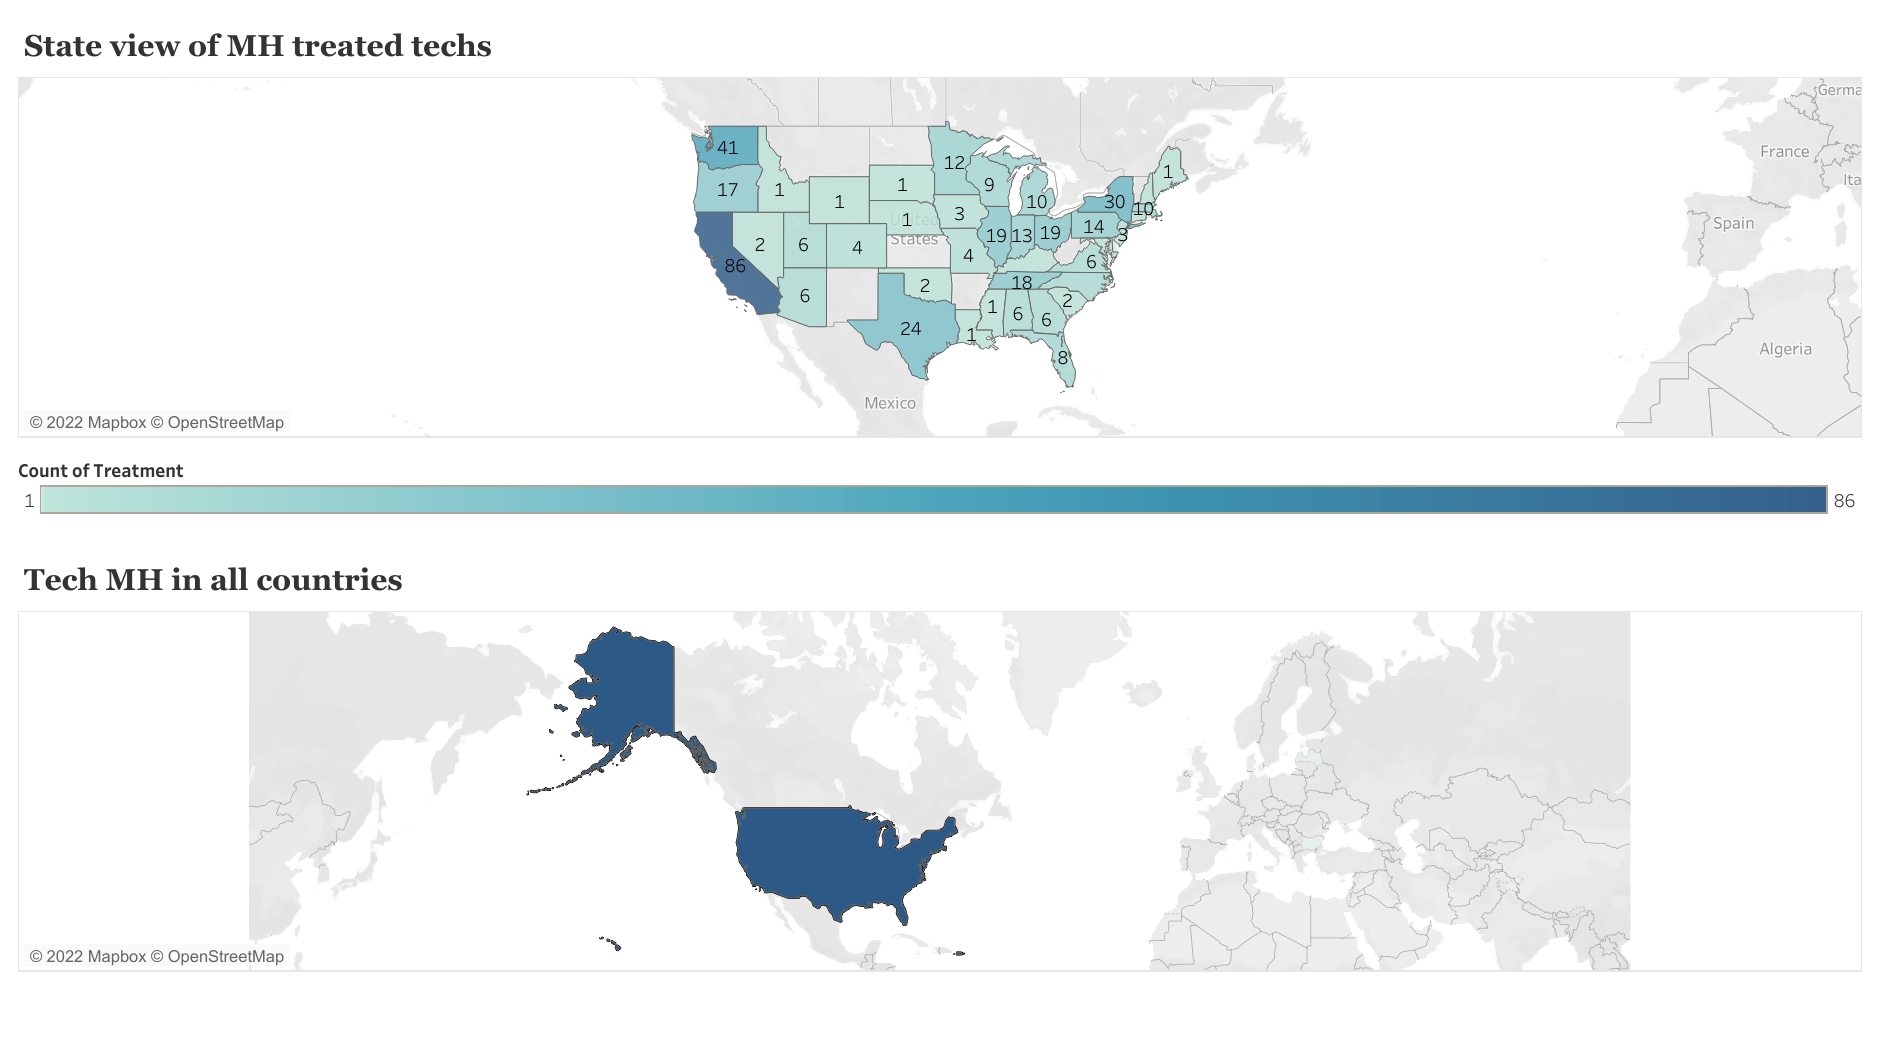 State view of MH treated techs
Germa
France
Ita
Spain
Algeria
41
12
1
17
1
1
1
9
10
30
10
1
United
3
19
13
19
14
3
2
6
4
States
4
6
86
6
2
18
1
6
6
2
24
1
8
Mexico
© 2022 Mapbox © OpenStreetMap
Count of Treatment
1
86
Tech MH in all countries
© 2022 Mapbox © OpenStreetMap